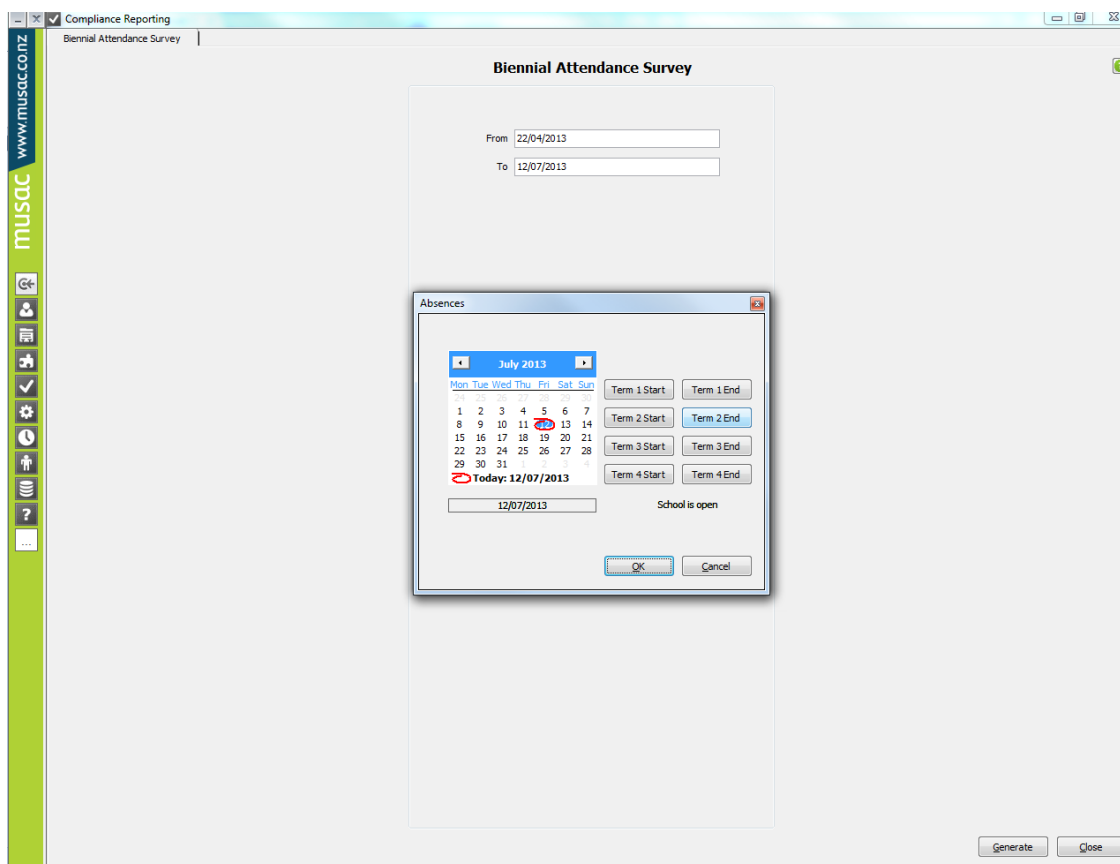 Compliance Reporting
Biennial Attendance Survey
www.musac.co.nz
musac
Biennial Attendance Survey
From 22/04/2013
To 12/07/2013
Absences
July 2013
Mon Tue Wed Thu Fri Sat Sun
24 25 26 27 28 29 30
1 2 3 4 5 6 7
8 9 10 11 12 13 14
15 16 17 18 19 20 21
22 23 24 25 26 27 28
29 30 31 1 2 3 4
Today: 12/07/2013
12/07/2013
Term 1 Start Term 1 End
Term 2 Start Term 2 End
Term 3 Start Term 3 End
Term 4 Start Term 4 End
School is open
OK Cancel
?
...
Generate Close